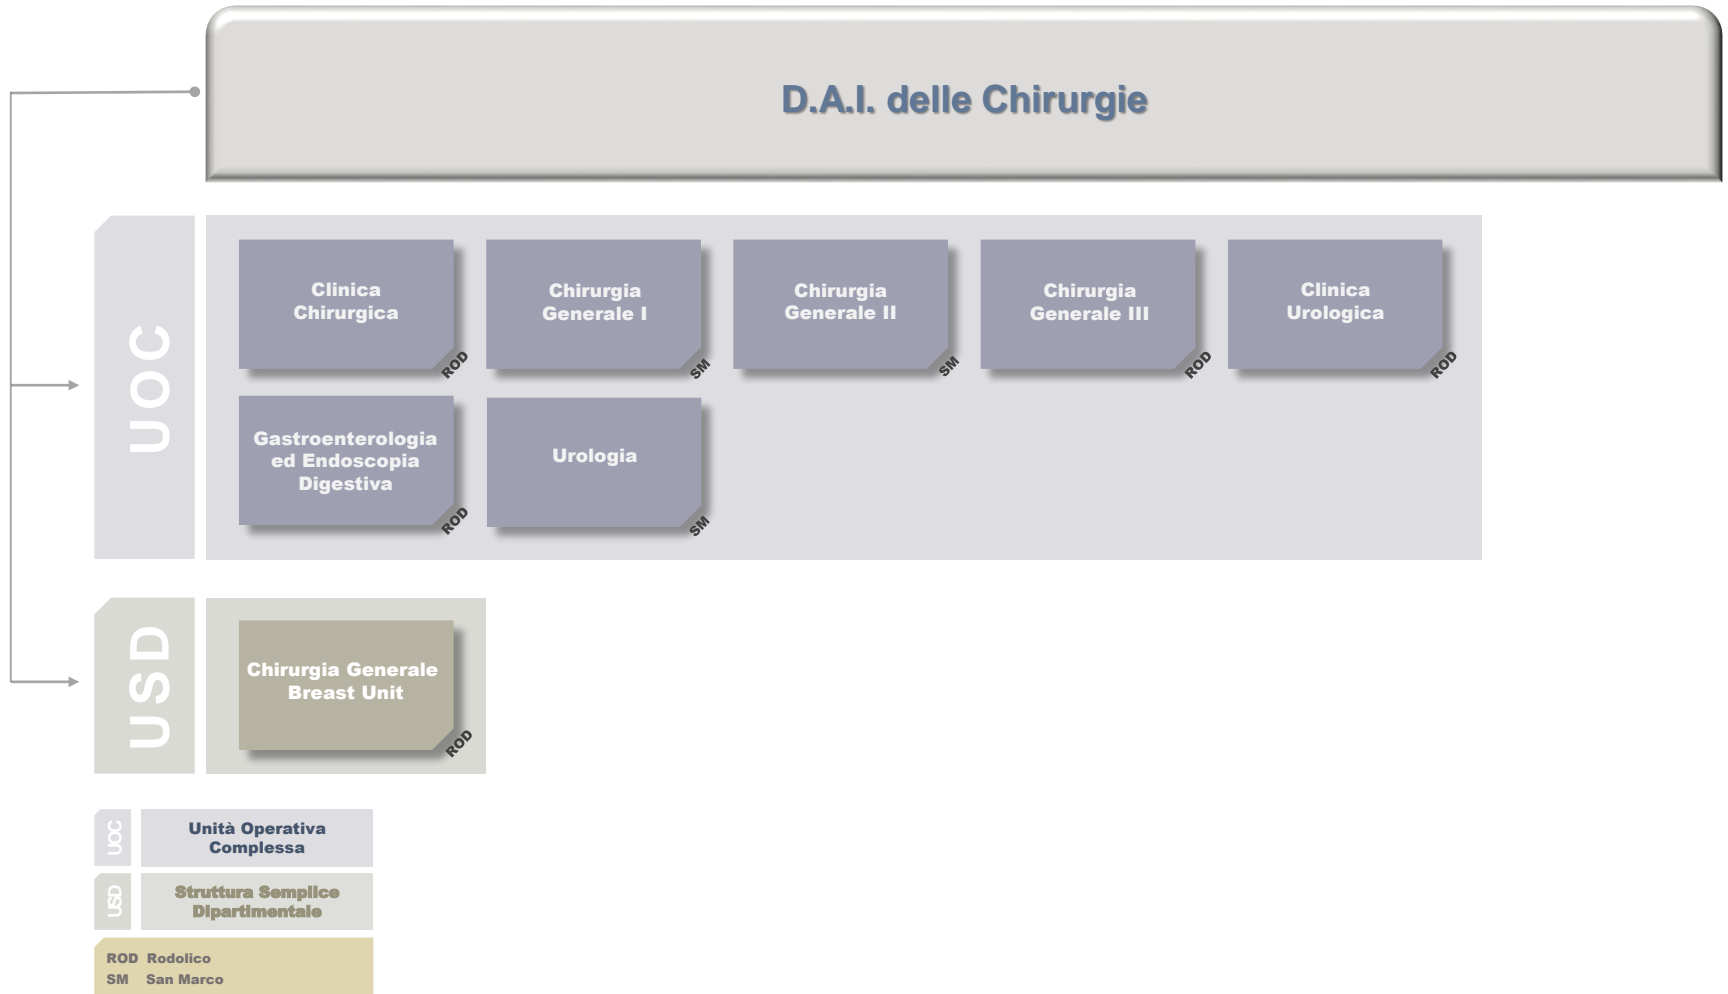 D.A.I. delle Chirurgie
UOC
Clinica
Chirurgica
ROD
Chirurgia
Generale I
SM
Chirurgia
Generale II
SM
Chirurgia
Generale III
ROD
Clinica
Urologica
ROD
Gastroenterologia
ed Endoscopia
Digestiva
ROD
Urologia
SM
USD
Chirurgia Generale
Breast Unit
ROD
UOC
Unità Operativa
Complessa
USD
Struttura Semplice
Dipartimentale
ROD Rodolico
SM San Marco